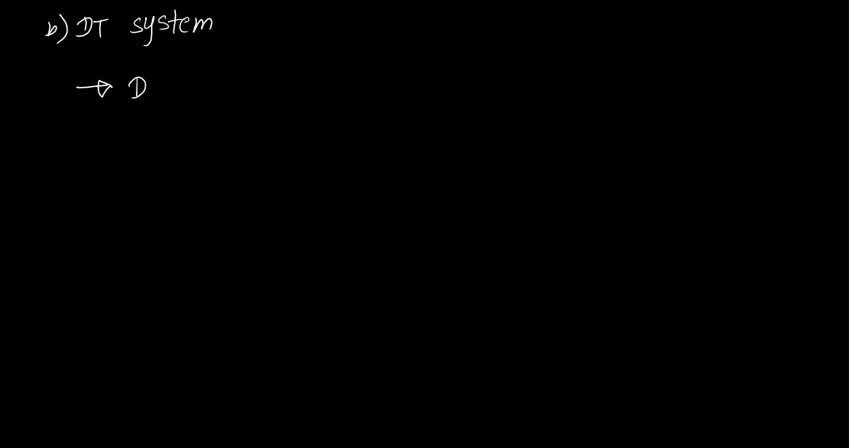 b) DT system
→ D